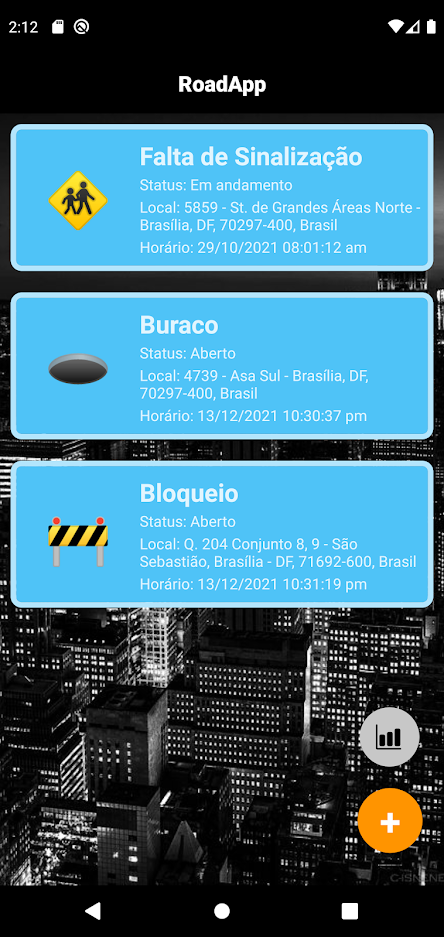 2:12
RoadApp
Falta de Sinalização
Status: Em andamento
Local: 5859 - St. de Grandes Áreas Norte -
Brasília, DF, 70297-400, Brasil
Horário: 29/10/2021 08:01:12 am
Buraco
Status: Aberto
Local: 4739 - Asa Sul - Brasília, DF,
70297-400, Brasil
Horário: 13/12/2021 10:30:37 pm
Bloqueio
Status: Aberto
Local: Q. 204 Conjunto 8, 9 - São
Sebastião, Brasília - DF, 71692-600, Brasil
Horário: 13/12/2021 10:31:19 pm
+